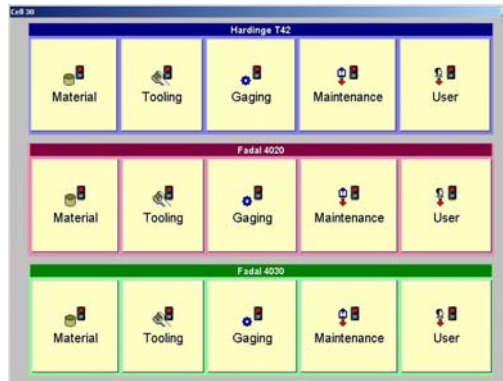 Cell 30
Hardinge T42
Material Tooling Gaging Maintenance User
Fadal 4020
Material Tooling Gaging Maintenance User
Fadal 4030
Material Tooling Gaging Maintenance User